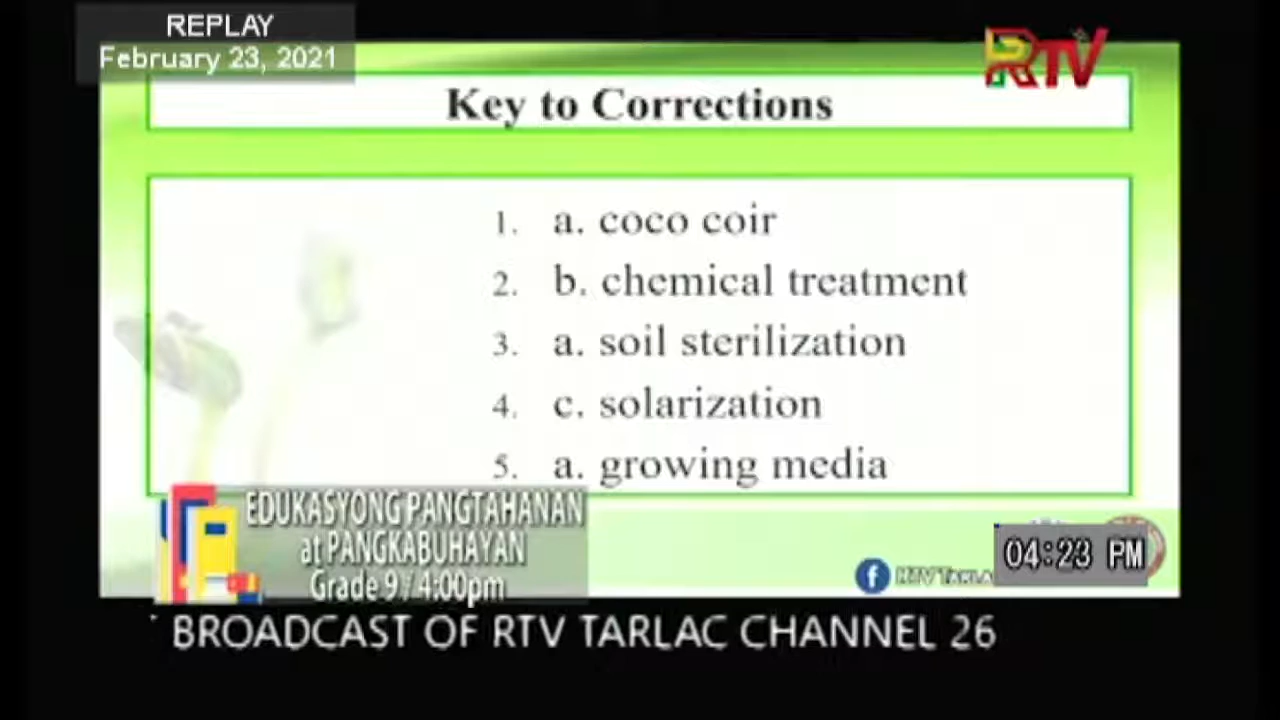 REPLAY
February 23, 2021
RTV
Key to Corrections
1. a. coco coir
2. b. chemical treatment
3. a. soil sterilization
4. c. solarization
5. a. growing media
EDUKASYONG PANGTAHANAN
at PANGKABUHAYAN
Grade 9 / 4:00pm
RTV
04:23 PM
BROADCAST OF RTV TARLAC CHANNEL 26